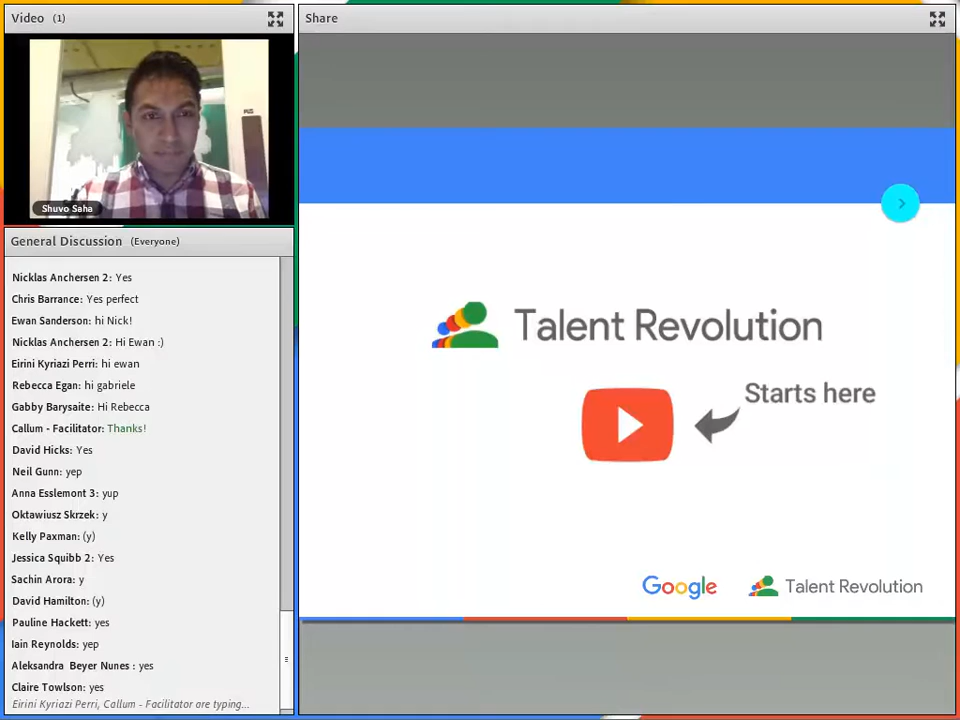 Video (1)
Shuvo Saha
General Discussion (Everyone)
Nicklas Anchersen 2: Yes
Chris Barrance: Yes perfect
Ewan Sanderson: hi Nick!
Nicklas Anchersen 2: Hi Ewan :)
Eirini Kyriazi Perri: hi ewan
Rebecca Egan: hi gabriele
Gabby Barysaite: Hi Rebecca
Callum - Facilitator: Thanks!
David Hicks: Yes
Neil Gunn: yep
Anna Esslemont 3: yup
Oktawiusz Skrzek: y
Kelly Paxman: (y)
Jessica Squibb 2: Yes
Sachin Arora: y
David Hamilton: (y)
Pauline Hackett: yes
Iain Reynolds: yep
Aleksandra Beyer Nunes : yes
Claire Towlson: yes
Eirini Kyriazi Perri, Callum - Facilitator are typing...
Share
Talent Revolution
Starts here
Google
Talent Revolution